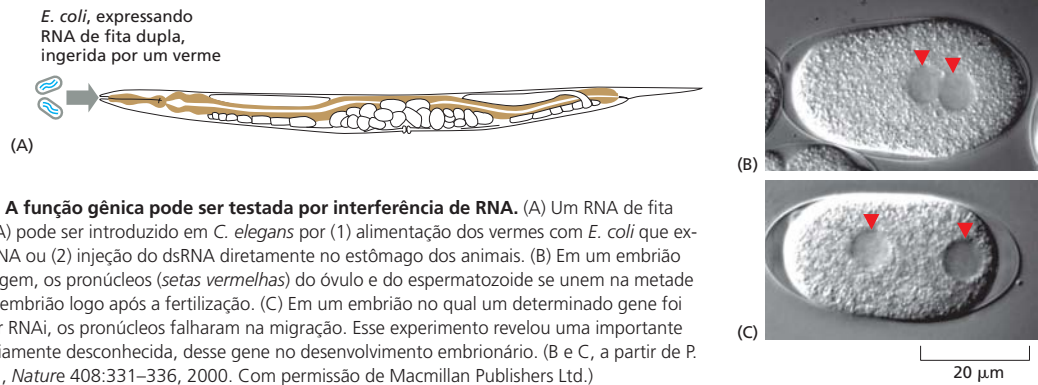 E. coli, expressando
RNA de fita dupla,
ingerida por um verme
(A)
(B)
(C)
20 μm
A função gênica pode ser testada por interferência de RNA. (A) Um RNA de fita
A) pode ser introduzido em C. elegans por (1) alimentação dos vermes com E. coli que ex-
NA ou (2) injeção do dsRNA diretamente no estômago dos animais. (B) Em um embrião
gem, os pronúcleos (setas vermelhas) do óvulo e do espermatozoide se unem na metade
embrião logo após a fertilização. (C) Em um embrião no qual um determinado gene foi
r RNAi, os pronúcleos falharam na migração. Esse experimento revelou uma importante
iamente desconhecida, desse gene no desenvolvimento embrionário. (B e C, a partir de P.
, Nature 408:331–336, 2000. Com permissão de Macmillan Publishers Ltd.)